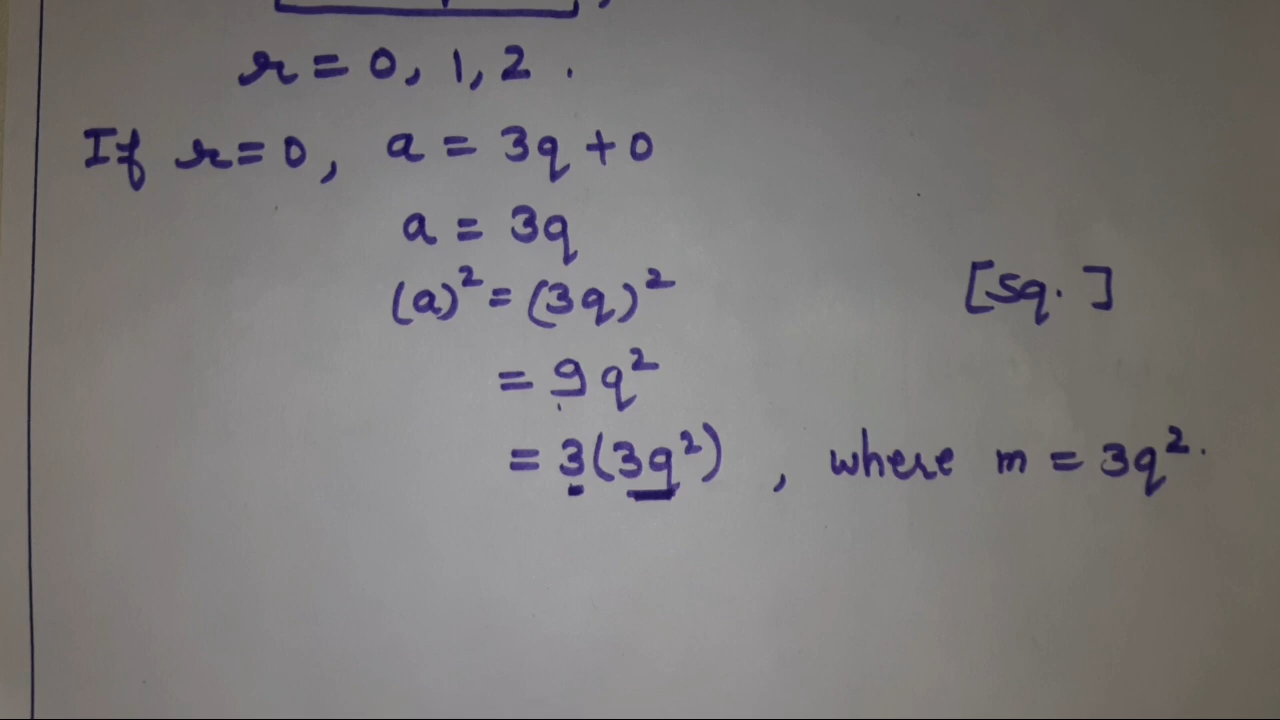 r = 0, 1, 2 .
If r = 0, a = 3q + 0
a = 3q
(a)² = (3q)² [Sq.]
= 9q²
= 3(3q²) , where m = 3q².